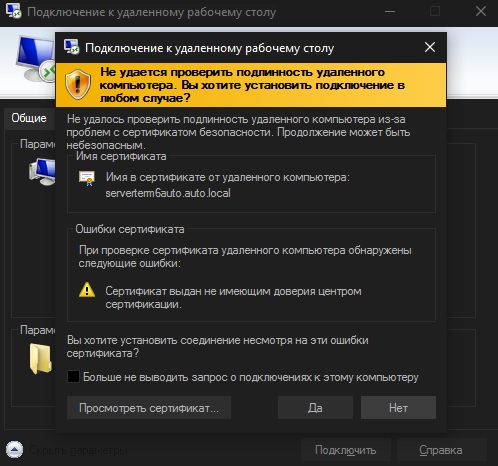 Подключение к удаленному рабочему столу
Подключение к удаленному рабочему столу
Не удается проверить подлинность удаленного
компьютера. Вы хотите установить подключение в
любом случае?
Общие
Не удалось проверить подлинность удаленного компьютера из-за
проблем с сертификатом безопасности. Продолжение может быть
небезопасным.
Парам
Имя сертификата
Имя в сертификате от удаленного компьютера:
serverterm6auto.auto.local
Ошибки сертификата
При проверке сертификата удаленного компьютера обнаружены
следующие ошибки:
Сертификат выдан не имеющим доверия центром
сертификации.
Парам
Вы хотите установить соединение несмотря на эти ошибки
сертификата?
Больше не выводить запрос о подключениях к этому компьютеру
Просмотреть сертификат... Да Нет
Скрыть параметры Подключить Справка